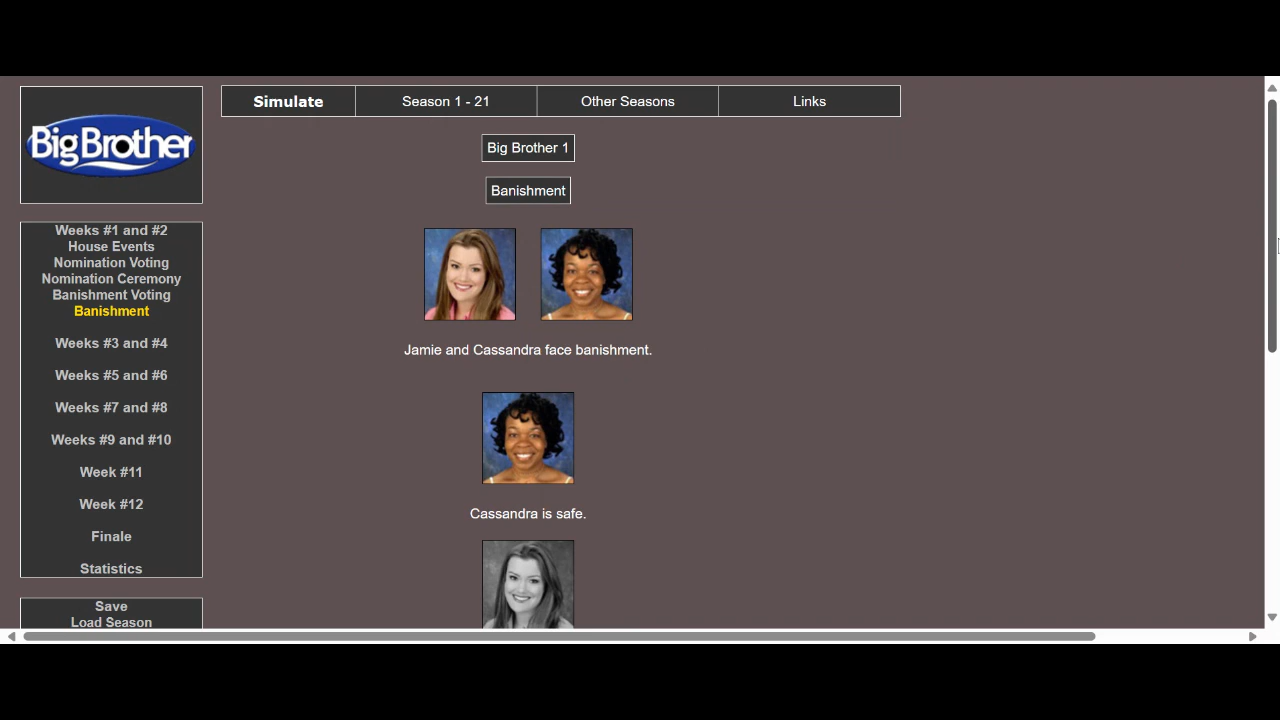 Big Brother
Simulate
Season 1 - 21
Other Seasons
Links
Big Brother 1
Banishment
Weeks #1 and #2
House Events
Nomination Voting
Nomination Ceremony
Banishment Voting
Banishment
Weeks #3 and #4
Weeks #5 and #6
Weeks #7 and #8
Weeks #9 and #10
Week #11
Week #12
Finale
Statistics
Save
Load Season
Jamie and Cassandra face banishment.
Cassandra is safe.